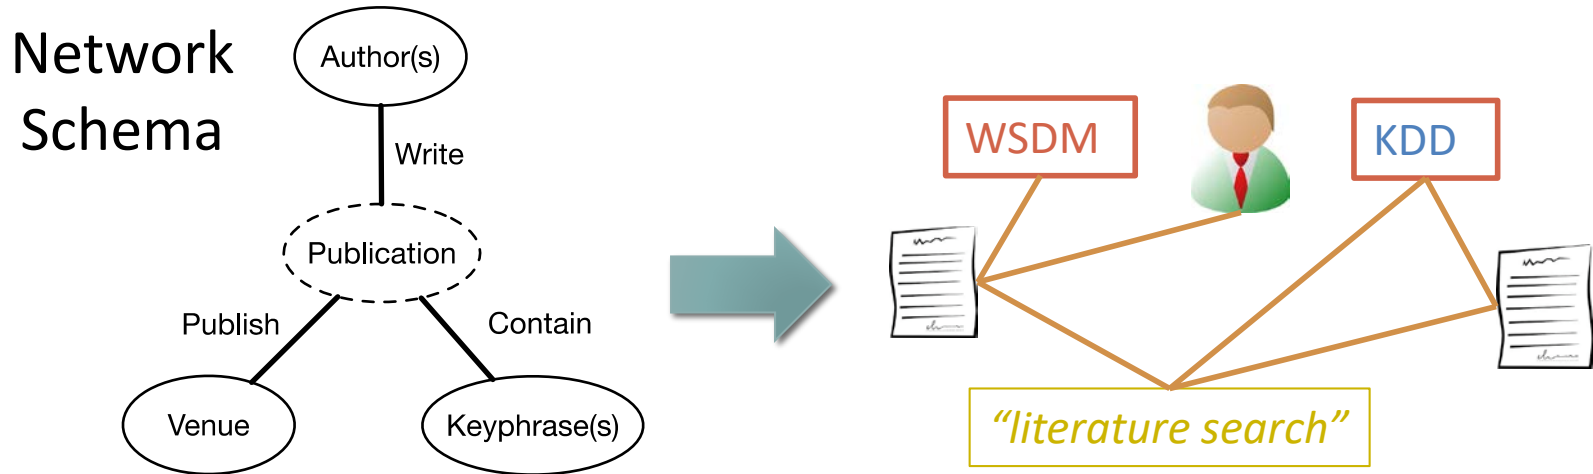 Network
Schema
Author(s)
Write
Publication
Publish
Contain
Venue
Keyphrase(s)
WSDM
KDD
“literature search”